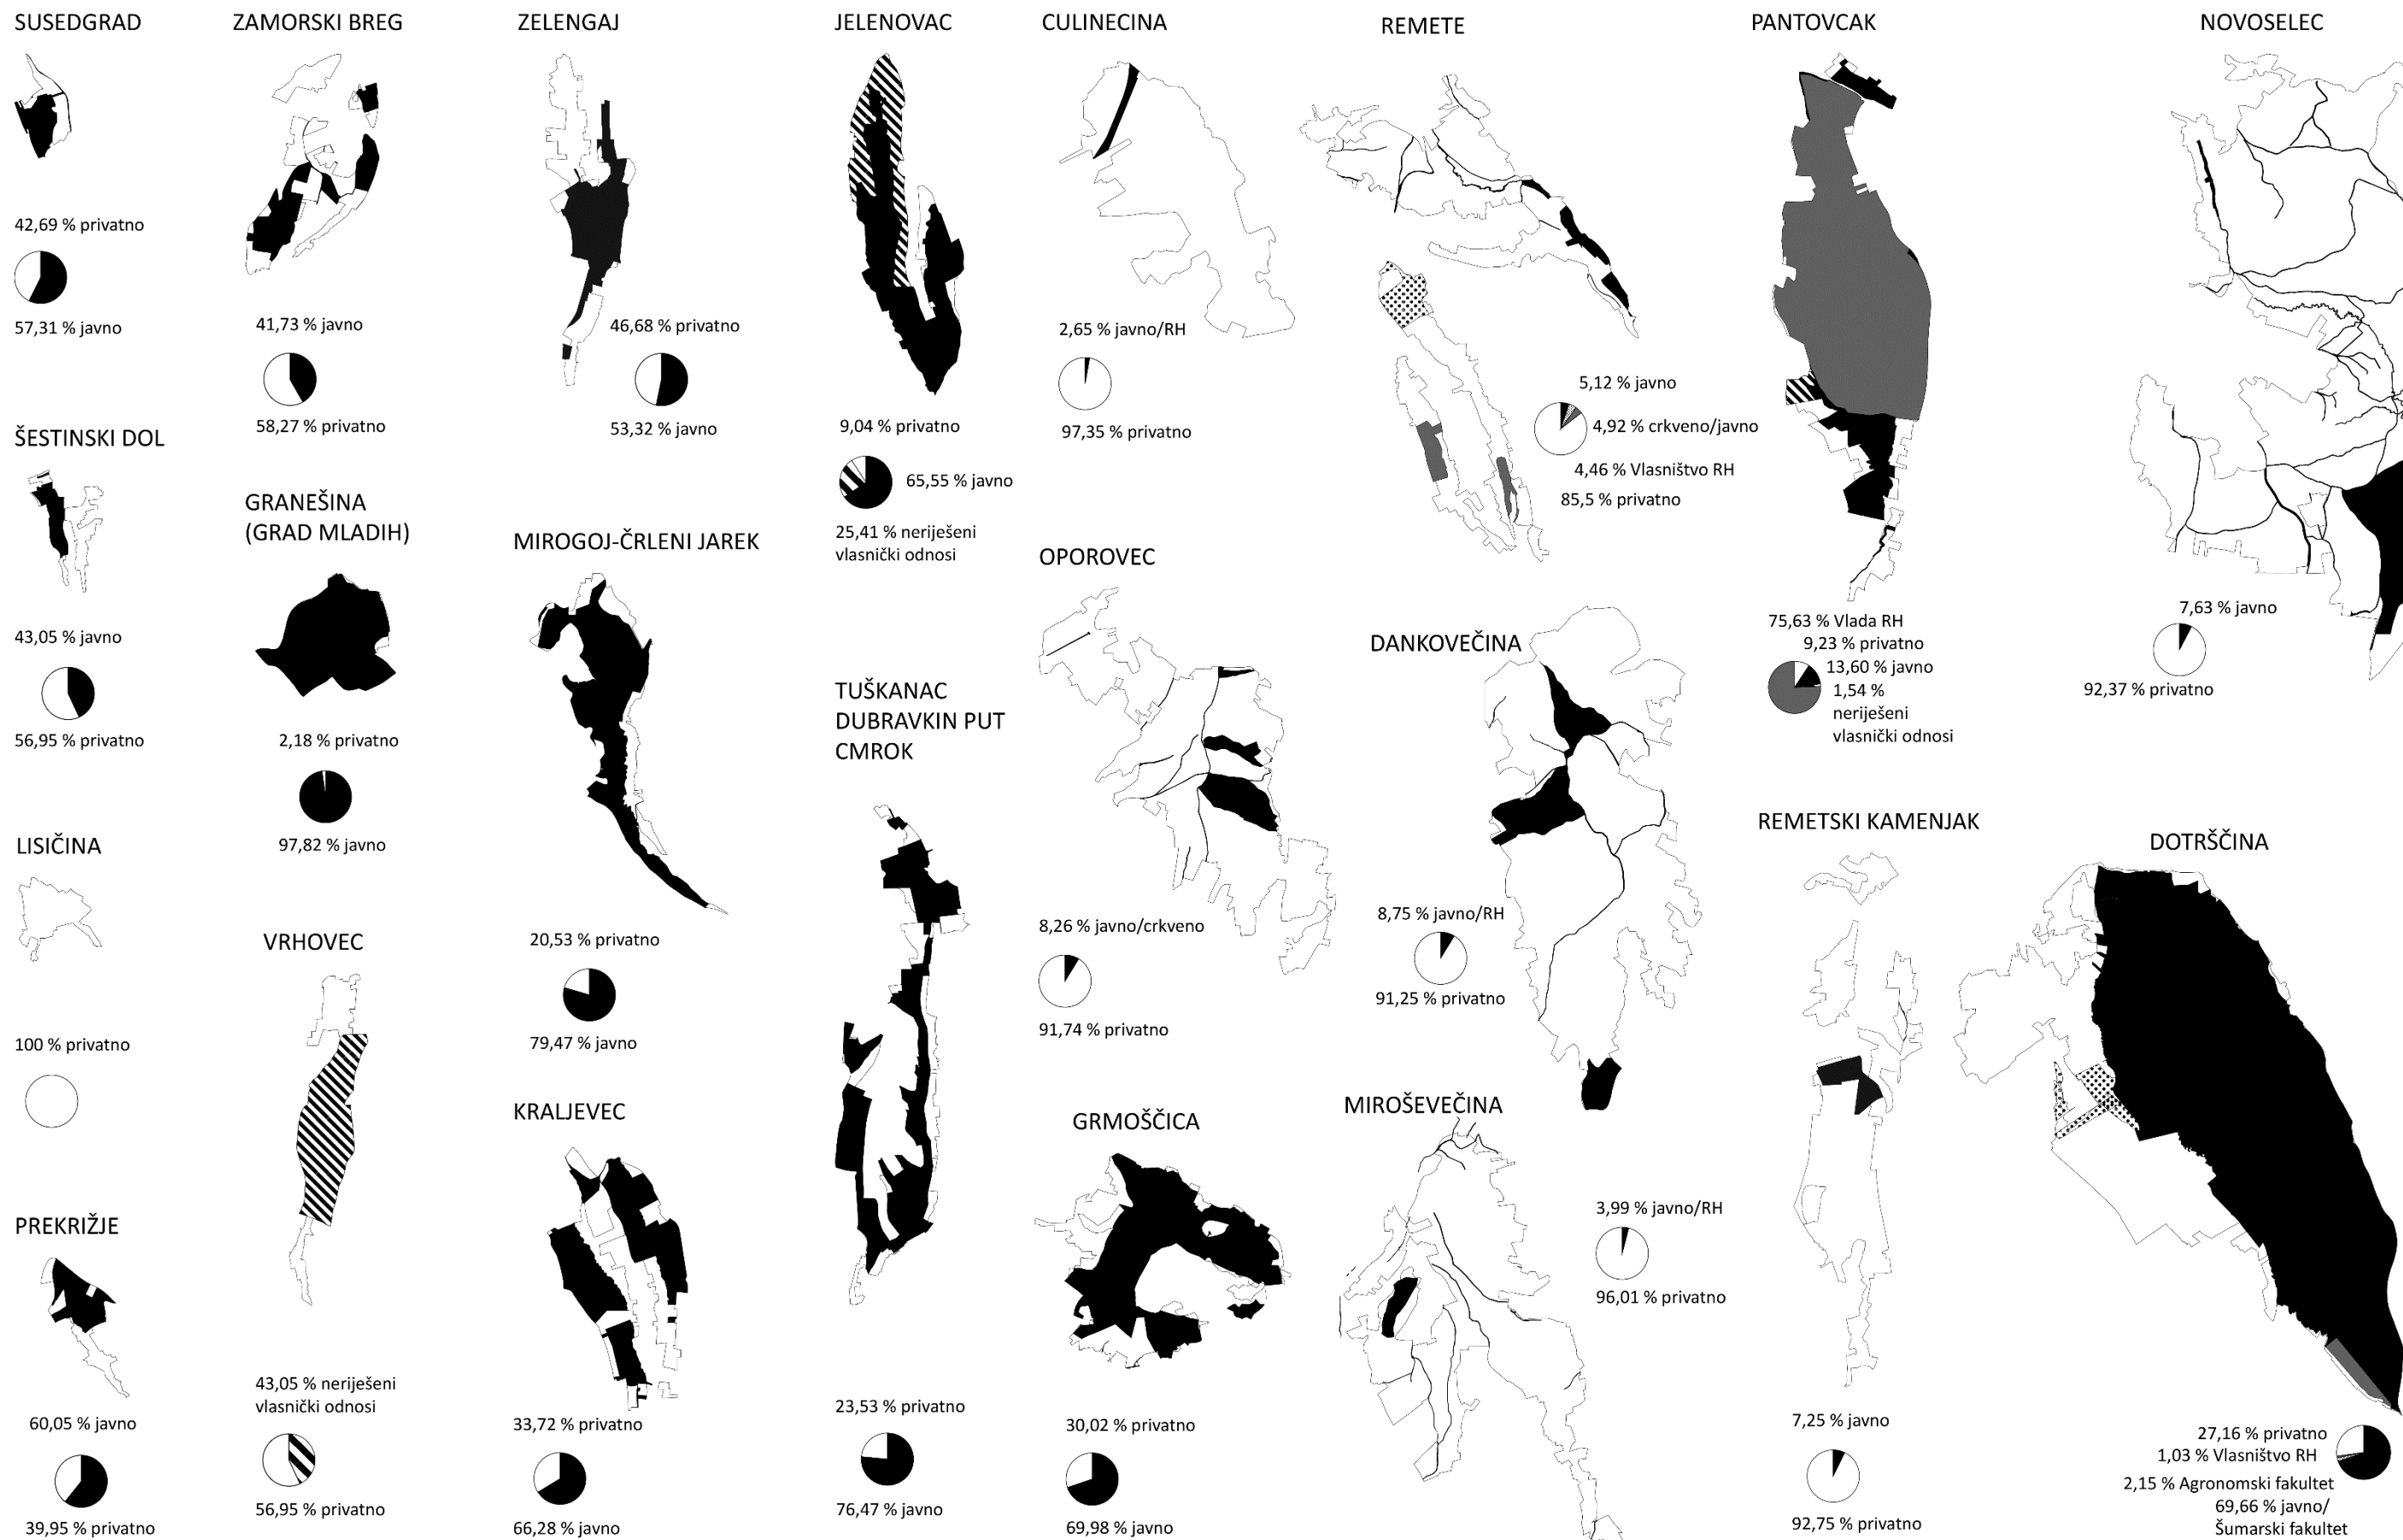 SUSEDGRAD
42,69 % privatno
57,31 % javno
ŠESTINSKI DOL
43,05 % javno
56,95 % privatno
LISIČINA
100 % privatno
PREKRIŽJE
60,05 % javno
39,95 % privatno
ZAMORSKI BREG
41,73 % javno
58,27 % privatno
GRANEŠINA
(GRAD MLADIH)
2,18 % privatno
97,82 % javno
VRHOVEC
43,05 % neriješeni
vlasnički odnosi
56,95 % privatno
ZELENGAJ
46,68 % privatno
53,32 % javno
MIROGOJ-ČRLENI JAREK
20,53 % privatno
79,47 % javno
KRALJEVEC
33,72 % privatno
66,28 % javno
JELENOVAC
9,04 % privatno
65,55 % javno
25,41 % neriješeni
vlasnički odnosi
TUŠKANAC
DUBRAVKIN PUT
CMROK
23,53 % privatno
76,47 % javno
CULINECINA
2,65 % javno/RH
97,35 % privatno
OPOROVEC
8,26 % javno/crkveno
91,74 % privatno
GRMOŠČICA
30,02 % privatno
69,98 % javno
REMETE
5,12 % javno
4,92 % crkveno/javno
4,46 % Vlasništvo RH
85,5 % privatno
DANKOVEČINA
8,75 % javno/RH
91,25 % privatno
MIROŠEVEČINA
3,99 % javno/RH
96,01 % privatno
PANTOVCAK
75,63 % Vlada RH
9,23 % privatno
13,60 % javno
1,54 %
neriješeni
vlasnički odnosi
REMETSKI KAMENJAK
7,25 % javno
92,75 % privatno
NOVOSELEC
7,63 % javno
92,37 % privatno
DOTRŠČINA
27,16 % privatno
1,03 % Vlasništvo RH
2,15 % Agronomski fakultet
69,66 % javno/
Šumarski fakultet